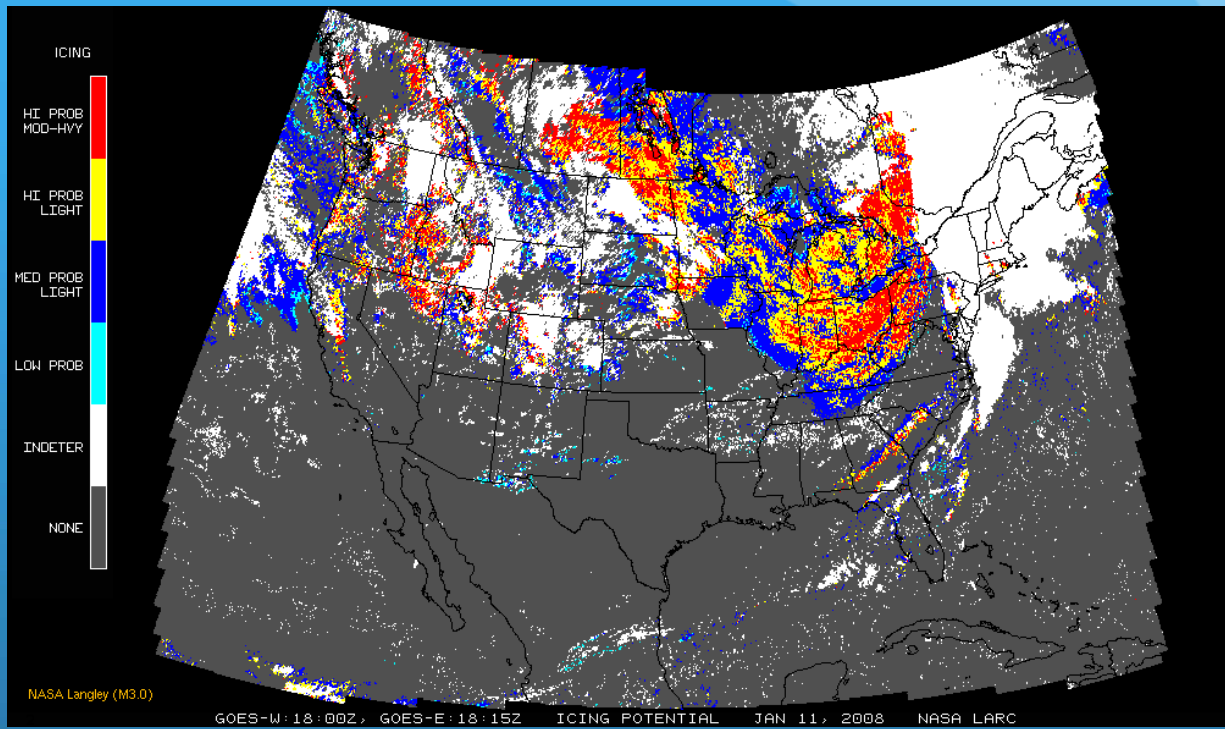 ICING
HI PROB
MOD-HVY
HI PROB
LIGHT
MED PROB
LIGHT
LOW PROB
INDETER
NONE
NASA Langley (M3.0)
GOES-W:18:00Z, GOES-E:18:15Z ICING POTENTIAL JAN 11, 2008 NASA LARC